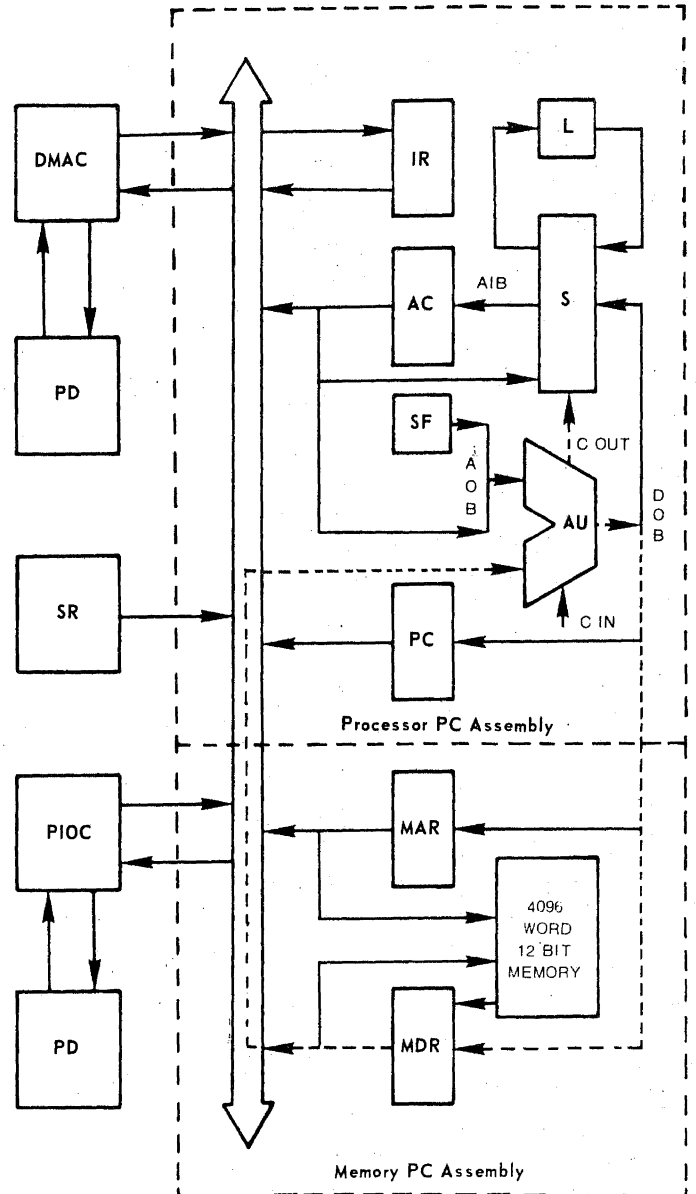 DMAC
IR
L
S
AIB
AC
PD
SF
A
O
B
C OUT
AU
D
O
B
SR
PC
C IN
Processor PC Assembly
PIOC
MAR
4096
WORD
12 BIT
MEMORY
PD
MDR
Memory PC Assembly